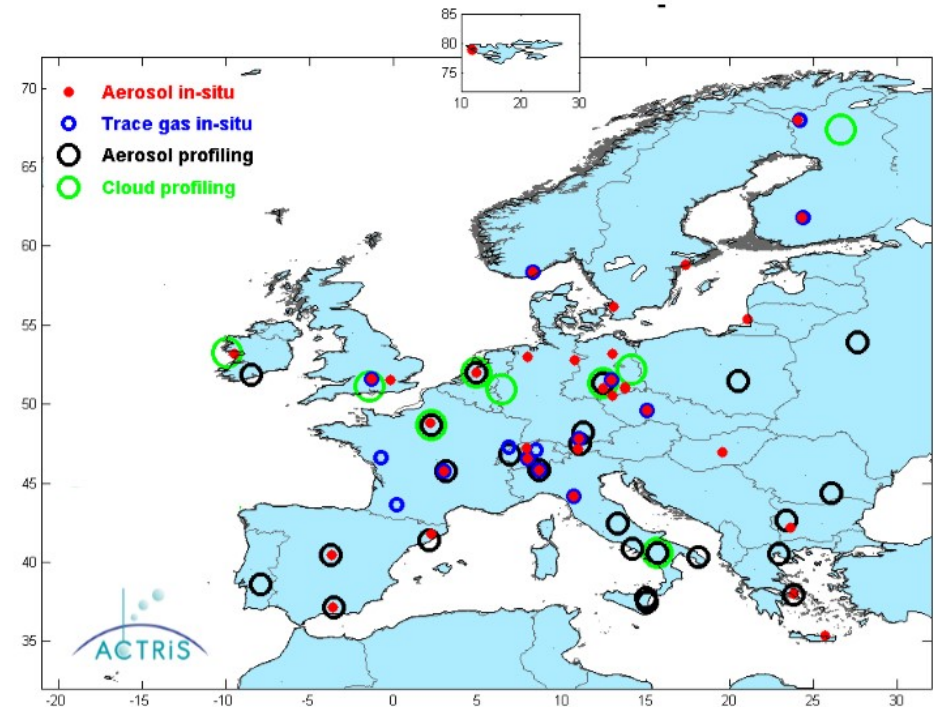 85
80
75
10 20 30
70
65
60
55
50
45
40
35
Aerosol in-situ
Trace gas in-situ
Aerosol profiling
Cloud profiling
ACTRiS
-20 -15 -10 -5 0 5 10 15 20 25 30